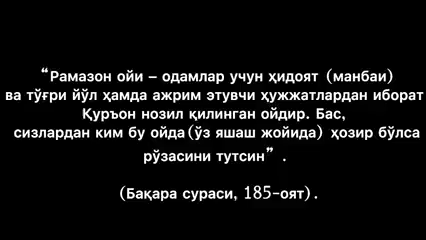 “Рамазон ойи – одамлар учун ҳидоят (манбаи)
ва тўғри йўл ҳамда ажрим этувчи ҳужжатлардан иборат
Қуръон нозил қилинган ойдир. Бас,
сизлардан ким бу ойда(ўз яшаш жойида) ҳозир бўлса
рўзасини тутсин” .
(Бақара сураси, 185-оят).